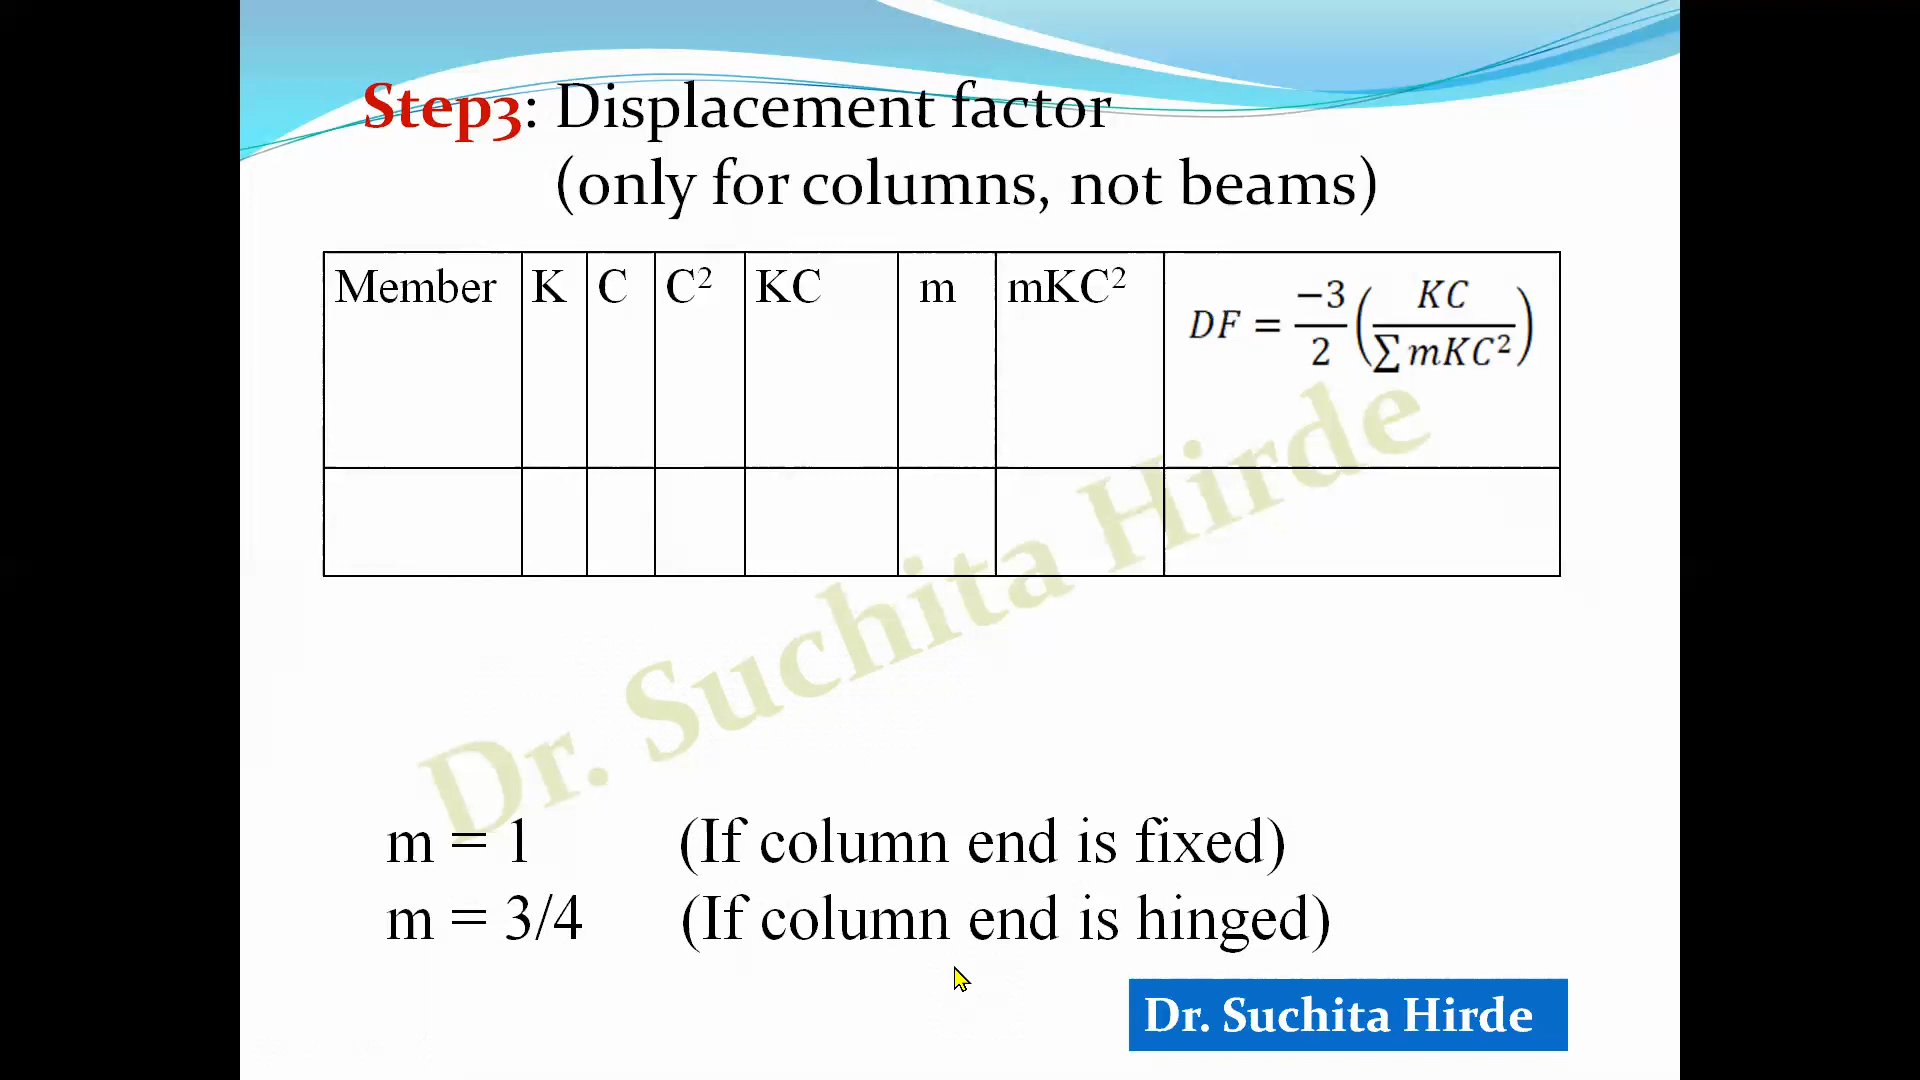 Step3: Displacement factor
(only for columns, not beams)
Member K C C² KC m mKC² DF = −3/2 (KC/∑mKC²)
Dr. Suchita Hirde
m = 1 (If column end is fixed)
m = 3/4 (If column end is hinged)
Dr. Suchita Hirde